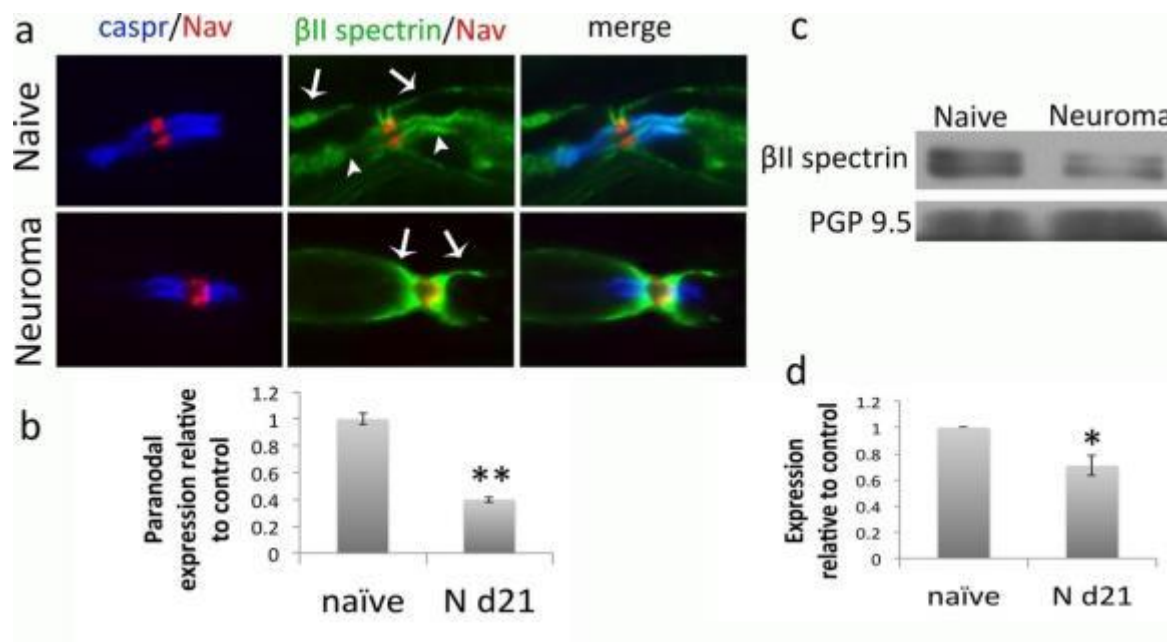 a
caspr/Nav
βII spectrin/Nav
merge
Naive
Neuroma
b
Paranodal
expression relative
to control
1.2
1
0.8
0.6
0.4
0.2
0
**
naïve
N d21
c
Naive
Neuroma
βII spectrin
PGP 9.5
d
Expression
relative to control
1.2
1
0.8
0.6
0.4
0.2
0
*
naïve
N d21